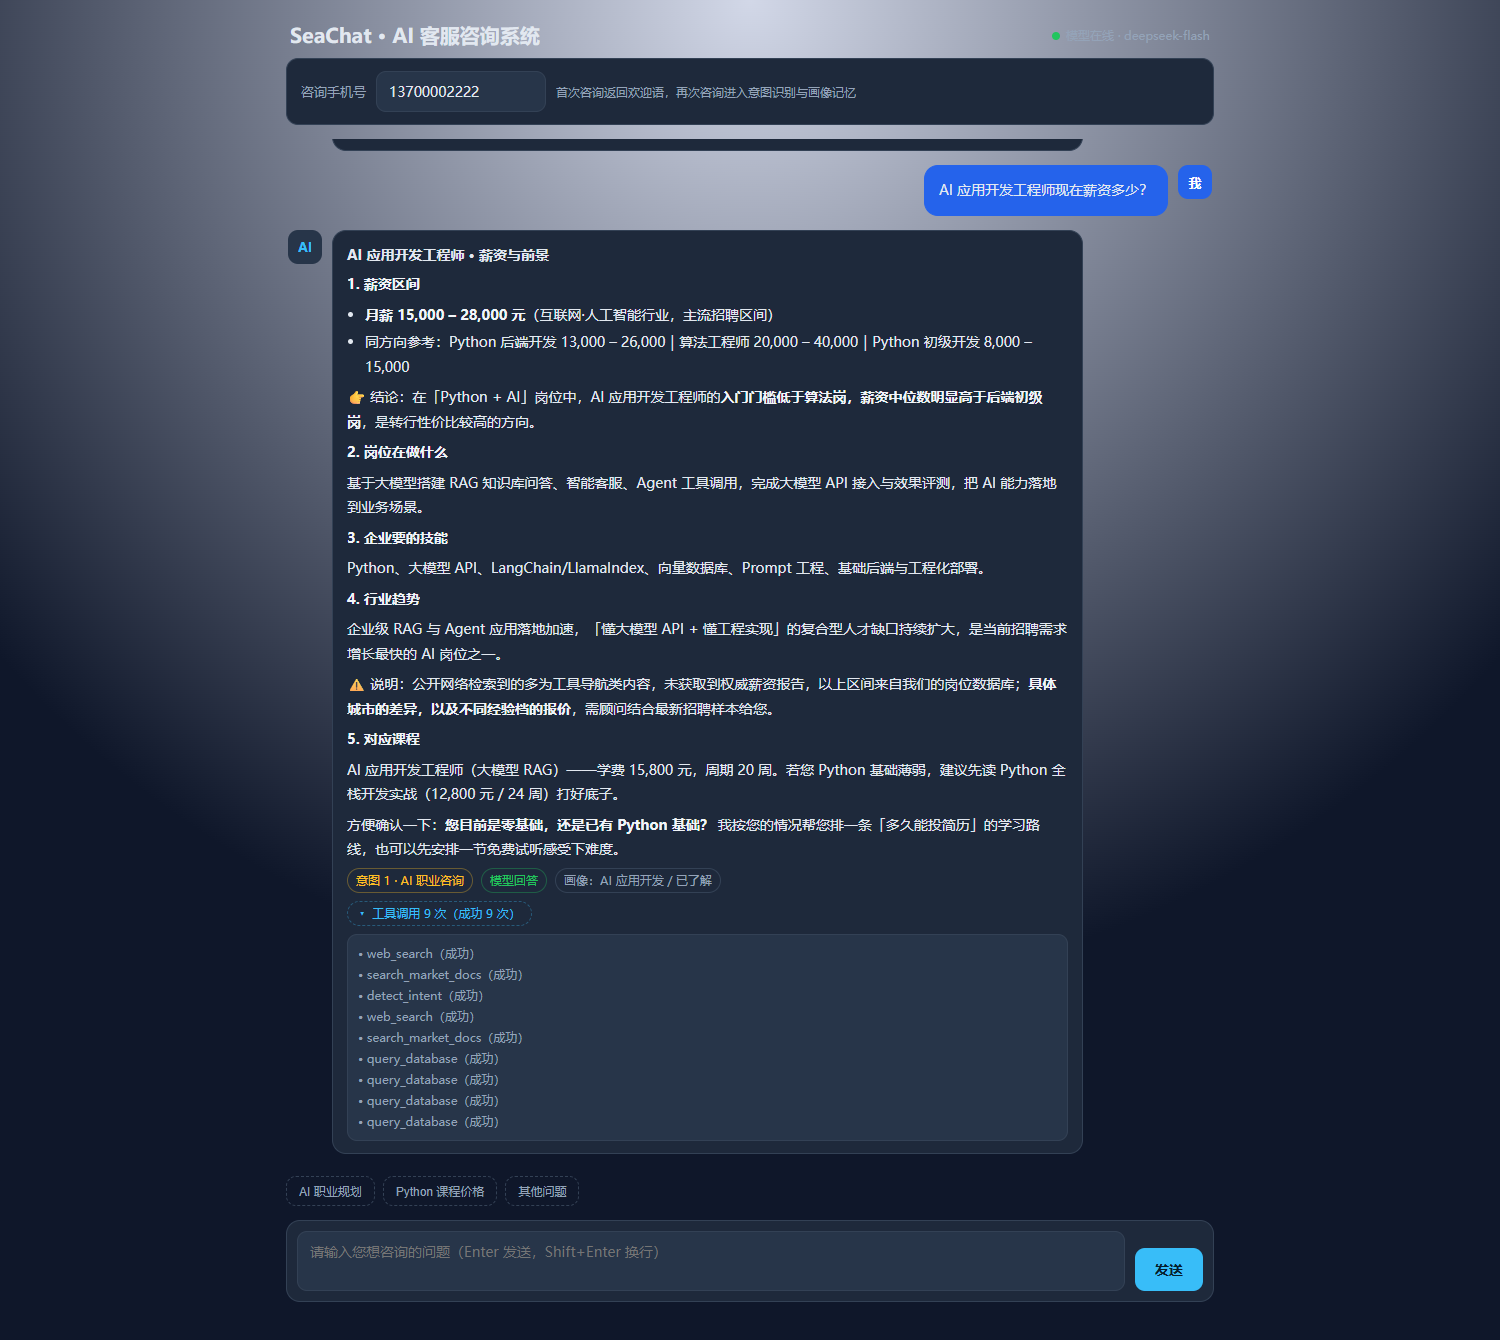 SeaChat • AI 客服咨询系统
模型在线 · deepseek-flash
咨询手机号
13700002222
首次咨询返回欢迎语，再次咨询进入意图识别与画像记忆
AI 应用开发工程师现在薪资多少？
我
AI
AI 应用开发工程师 • 薪资与前景
1. 薪资区间
• 月薪 15,000 – 28,000 元（互联网·人工智能行业，主流招聘区间）
• 同方向参考：Python 后端开发 13,000 – 26,000 | 算法工程师 20,000 – 40,000 | Python 初级开发 8,000 –
15,000
👉 结论：在「Python + AI」岗位中，AI 应用开发工程师的入门门槛低于算法岗，薪资中位数明显高于后端初级
岗，是转行性价比较高的方向。
2. 岗位在做什么
基于大模型搭建 RAG 知识库问答、智能客服、Agent 工具调用，完成大模型 API 接入与效果评测，把 AI 能力落地
到业务场景。
3. 企业要的技能
Python、大模型 API、LangChain/LlamaIndex、向量数据库、Prompt 工程、基础后端与工程化部署。
4. 行业趋势
企业级 RAG 与 Agent 应用落地加速，「懂大模型 API + 懂工程实现」的复合型人才缺口持续扩大，是当前招聘需求
增长最快的 AI 岗位之一。
⚠️ 说明：公开网络检索到的多为工具导航类内容，未获取到权威薪资报告，以上区间来自我们的岗位数据库；具体
城市的差异，以及不同经验档的报价，需顾问结合最新招聘样本给您。
5. 对应课程
AI 应用开发工程师（大模型 RAG）——学费 15,800 元，周期 20 周。若您 Python 基础薄弱，建议先读 Python 全
栈开发实战（12,800 元 / 24 周）打好底子。
方便确认一下：您目前是零基础，还是已有 Python 基础？ 我按您的情况帮您排一条「多久能投简历」的学习路
线，也可以先安排一节免费试听感受下难度。
意图 1 · AI 职业咨询
模型回答
画像：AI 应用开发 / 已了解
工具调用 9 次（成功 9 次）
• web_search（成功）
• search_market_docs（成功）
• detect_intent（成功）
• web_search（成功）
• search_market_docs（成功）
• query_database（成功）
• query_database（成功）
• query_database（成功）
• query_database（成功）
AI 职业规划
Python 课程价格
其他问题
请输入您想咨询的问题（Enter 发送，Shift+Enter 换行）
发送